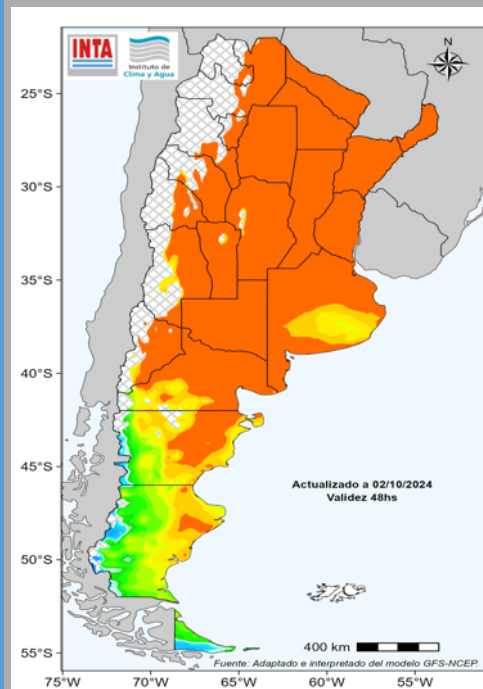 INTA
Instituto de
Clima y Agua
N
25°S
30°S
35°S
40°S
45°S
50°S
55°S
Actualizado a 02/10/2024
Validez 48hs
400 km
Fuente: Adaptado e interpretado del modelo GFS-NCEP.
75°W
70°W
65°W
60°W
55°W